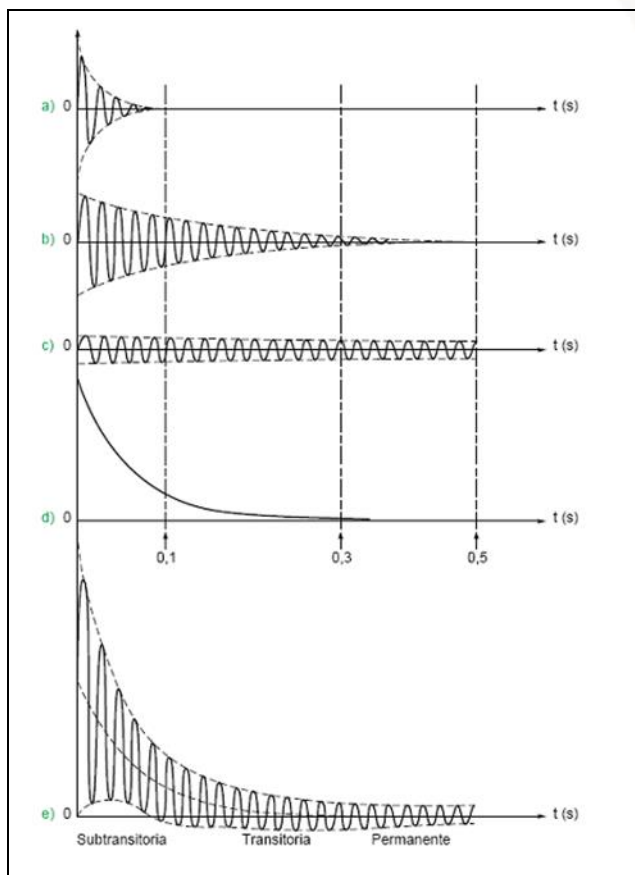 a) 0 t (s)
b) 0 t (s)
c) 0 t (s)
d) 0 t (s)
0,1 0,3 0,5
e) 0 t (s)
Subtransitoria Transitoria Permanente